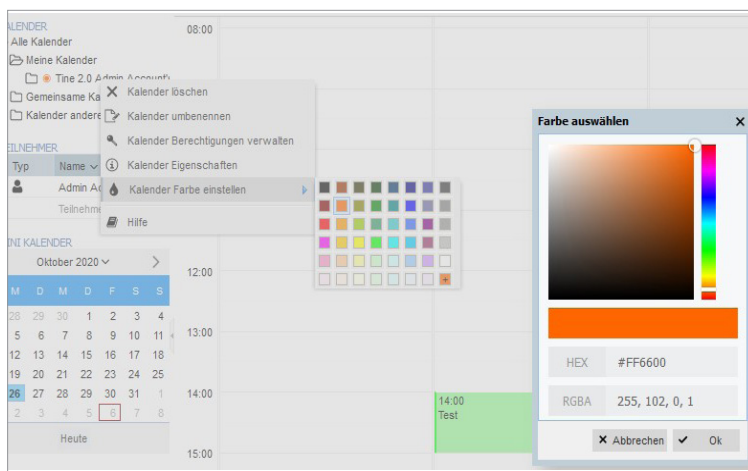 KALENDER
Alle Kalender
Meine Kalender
Tine 2.0 Admin Account's
Gemeinsame Ka
Kalender andere
Kalender löschen
Kalender umbenennen
Kalender Berechtigungen verwalten
Kalender Eigenschaften
Kalender Farbe einstellen
Hilfe
TEILNEHMER
Typ Name
Admin Ac
Teilnehme
MINI KALENDER
Oktober 2020
M D M D F S S
28 29 30 1 2 3 4
5 6 7 8 9 10 11
12 13 14 15 16 17 18
19 20 21 22 23 24 25
26 27 28 29 30 31 1
2 3 4 5 6 7 8
Heute
08:00
12:00
13:00
14:00
15:00
14:00
Test
Farbe auswählen
HEX #FF6600
RGBA 255, 102, 0, 1
Abbrechen Ok